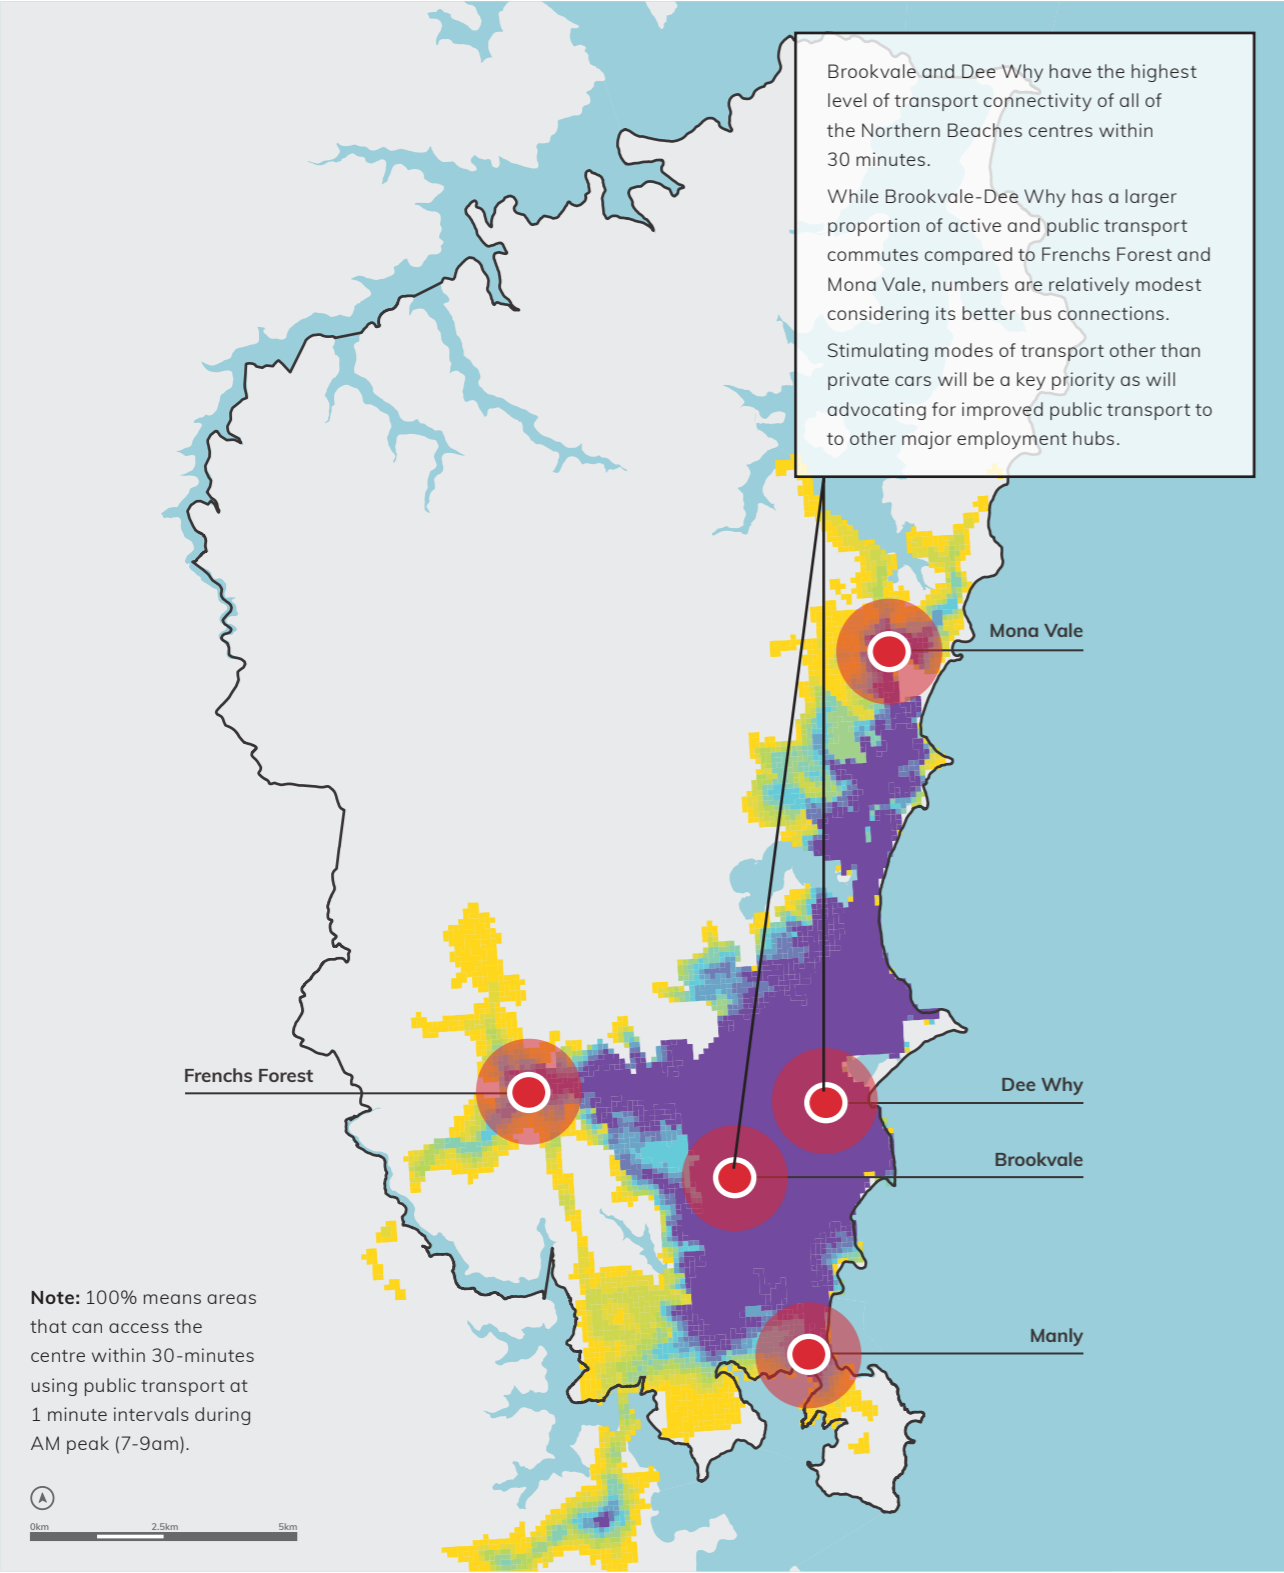 Brookvale and Dee Why have the highest
level of transport connectivity of all of
the Northern Beaches centres within
30 minutes.
While Brookvale-Dee Why has a larger
proportion of active and public transport
commutes compared to Frenchs Forest and
Mona Vale, numbers are relatively modest
considering its better bus connections.
Stimulating modes of transport other than
private cars will be a key priority as will
advocating for improved public transport to
to other major employment hubs.
Mona Vale
Frenchs Forest
Dee Why
Brookvale
Manly
Note: 100% means areas
that can access the
centre within 30-minutes
using public transport at
1 minute intervals during
AM peak (7-9am).
0km 2.5km 5km